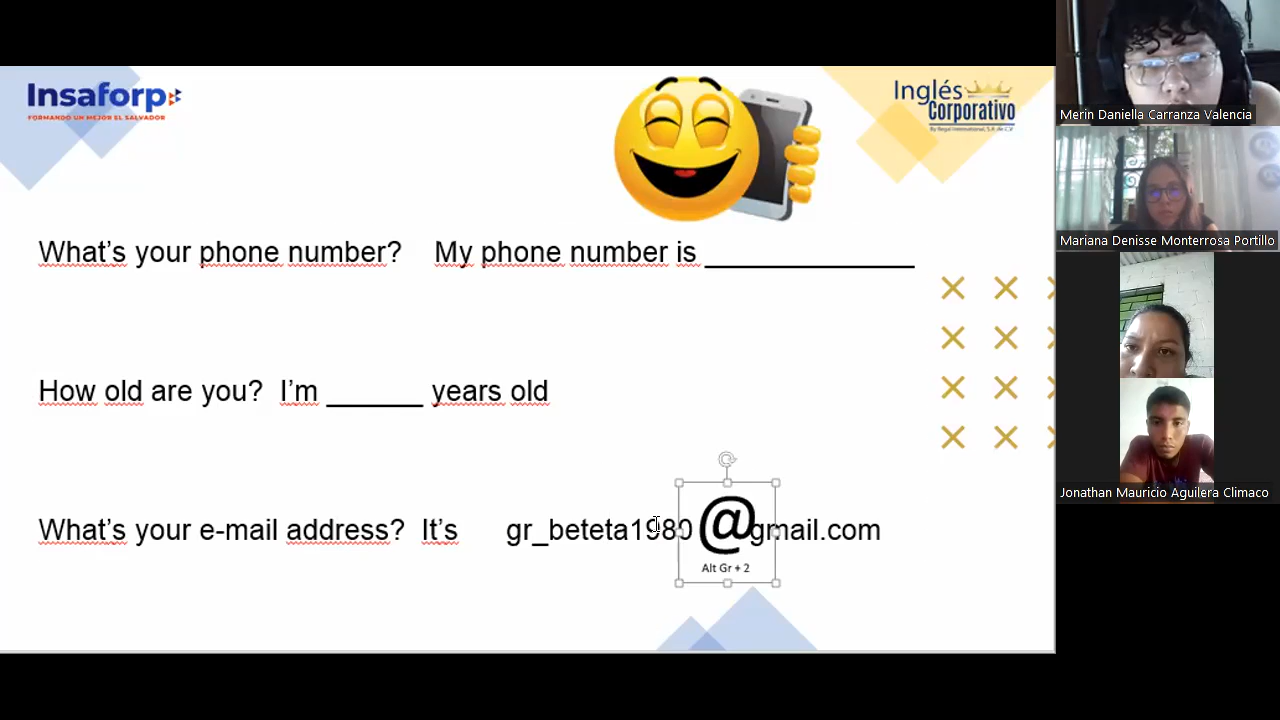 Insaforp
FORMANDO UN MEJOR EL SALVADOR
Inglés
Corporativo
What's your phone number? My phone number is _____________
How old are you? I'm ______ years old
What's your e-mail address? It's gr_beteta1980 @gmail.com
Alt Gr + 2
Merin Daniella Carranza Valencia
Mariana Denisse Monterrosa Portillo
Jonathan Mauricio Aguilera Climaco